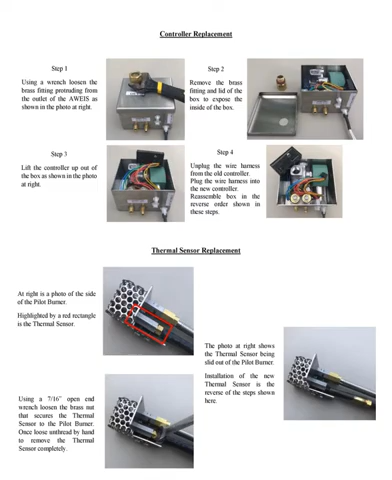 Controller Replacement
Step 1
Using a wrench loosen the
brass fitting protruding from
the outlet of the AWEIS as
shown in the photo at right.
Step 2
Remove the brass
fitting and lid of the
box to expose the
inside of the box.
Step 3
Lift the controller up out of
the box as shown in the photo
at right.
Step 4
Unplug the wire harness
from the old controller.
Plug the wire harness into
the new controller.
Reassemble box in the
reverse order shown in
these steps.
Thermal Sensor Replacement
At right is a photo of the side
of the Pilot Burner.
Highlighted by a red rectangle
is the Thermal Sensor.
The photo at right shows
the Thermal Sensor being
slid out of the Pilot Burner.
Installation of the new
Thermal Sensor is the
reverse of the steps shown
here.
Using a 7/16" open end
wrench loosen the brass nut
that secures the Thermal
Sensor to the Pilot Burner.
Once loose unthread by hand
to remove the Thermal
Sensor completely.